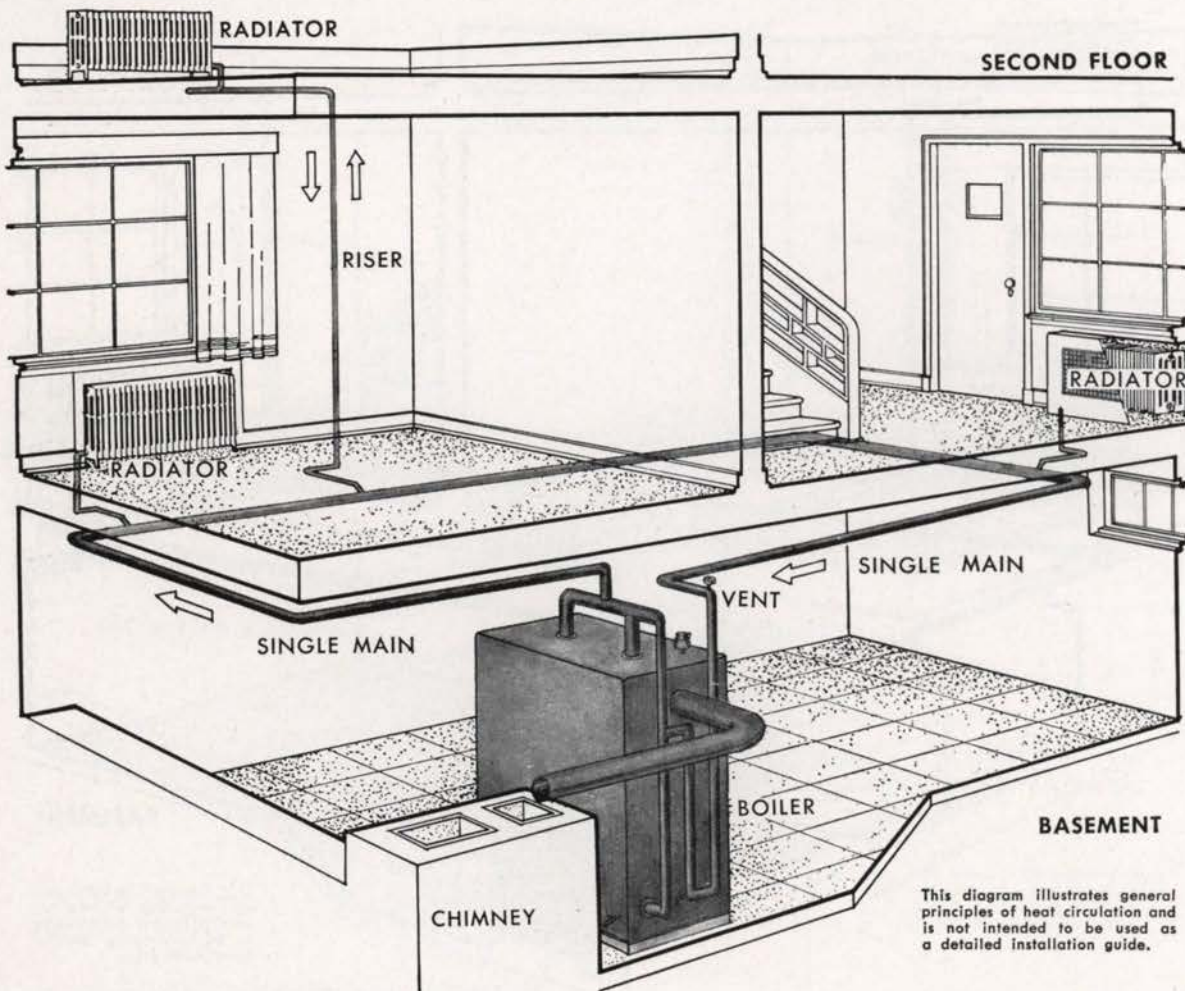 RADIATOR
SECOND FLOOR
RISER
RADIATOR
RADIATOR
SINGLE MAIN
VENT
SINGLE MAIN
BOILER
BASEMENT
CHIMNEY
This diagram illustrates general
principles of heat circulation and
is not intended to be used as
a detailed installation guide.